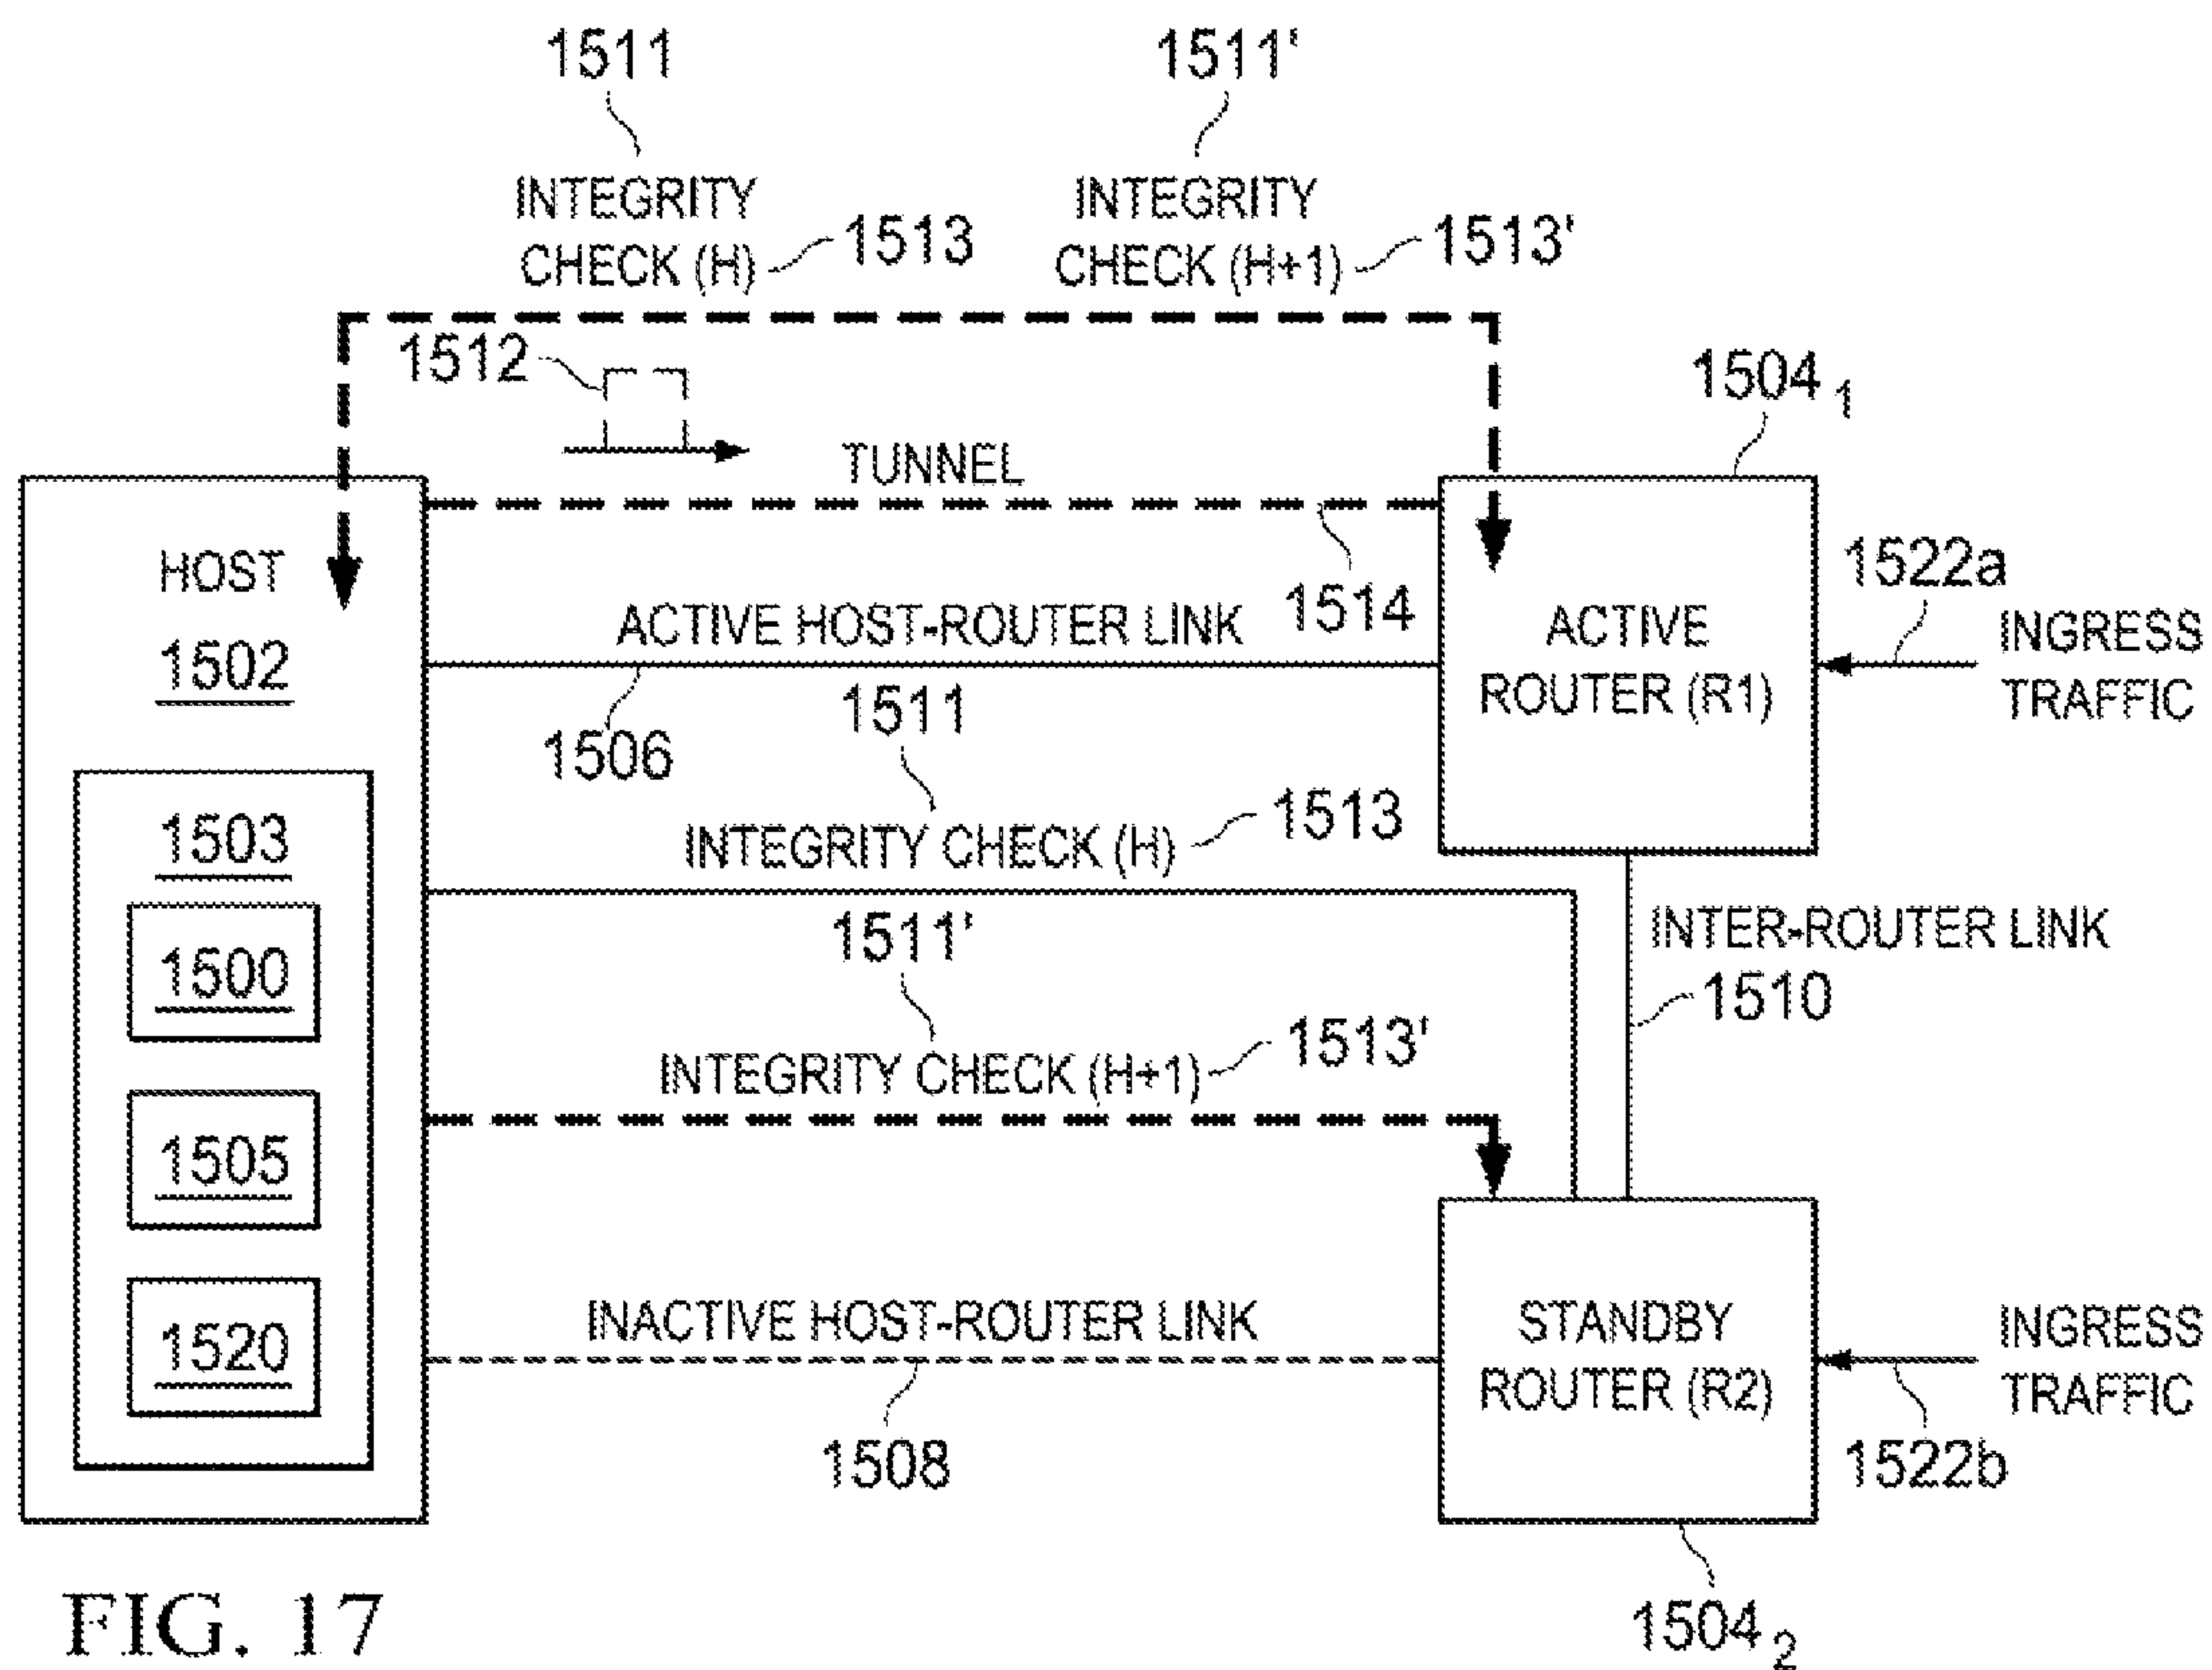 1511
1511'
INTEGRITY
CHECK (H)
1513
INTEGRITY
CHECK (H+1)
1513'
1512
1504 1
TUNNEL
HOST
1502
1514
1522a
ACTIVE HOST-ROUTER LINK
ACTIVE
ROUTER (R1)
INGRESS
TRAFFIC
1506
1511
1503
INTEGRITY CHECK (H)
1513
1500
1511'
INTER-ROUTER LINK
1510
INTEGRITY CHECK (H+1)
1513'
1505
1520
INACTIVE HOST-ROUTER LINK
STANDBY
ROUTER (R2)
INGRESS
TRAFFIC
1508
1522b
FIG. 17
1504 2